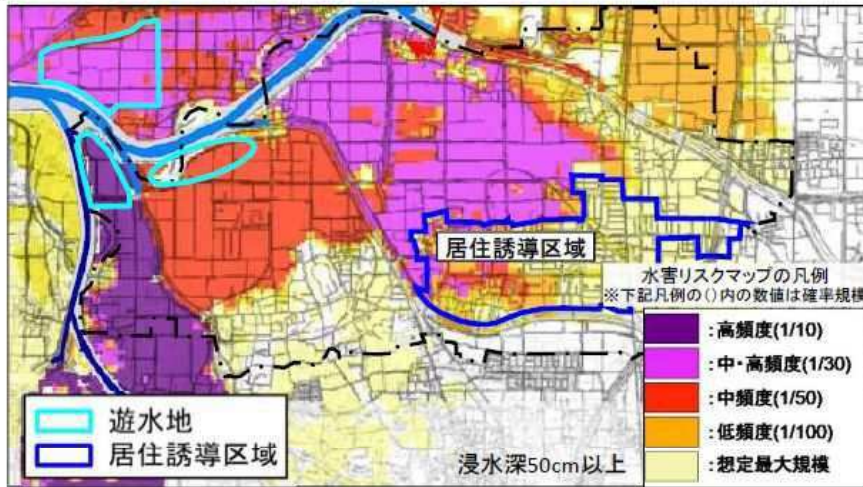 居住誘導区域
水害リスクマップの凡例
※下記凡例の()内の数値は確率規模
:高頻度(1/10)
:中・高頻度(1/30)
:中頻度(1/50)
:低頻度(1/100)
:想定最大規模
遊水地
居住誘導区域
浸水深50cm以上